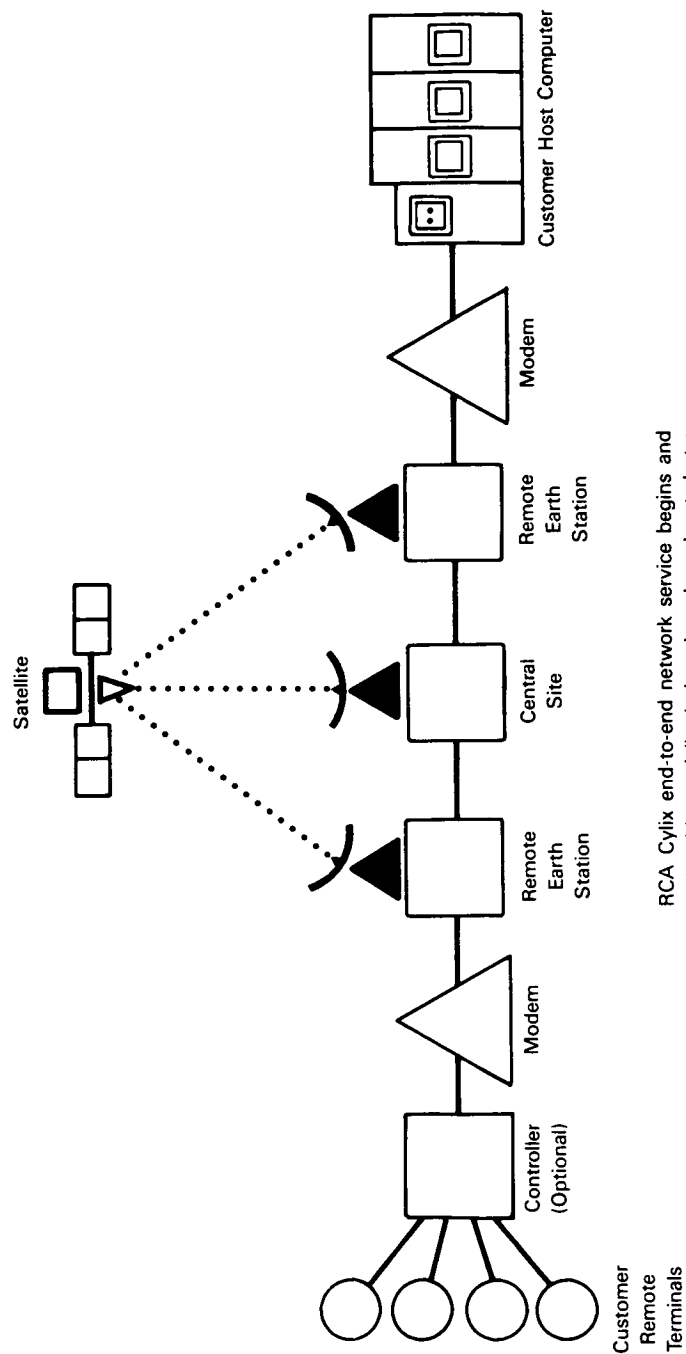 Satellite
Customer
Remote
Terminals
Controller
(Optional)
Modem
Remote
Earth
Station
Central
Site
Remote
Earth
Station
Modem
Customer Host Computer
RCA Cylix end-to-end network service begins and